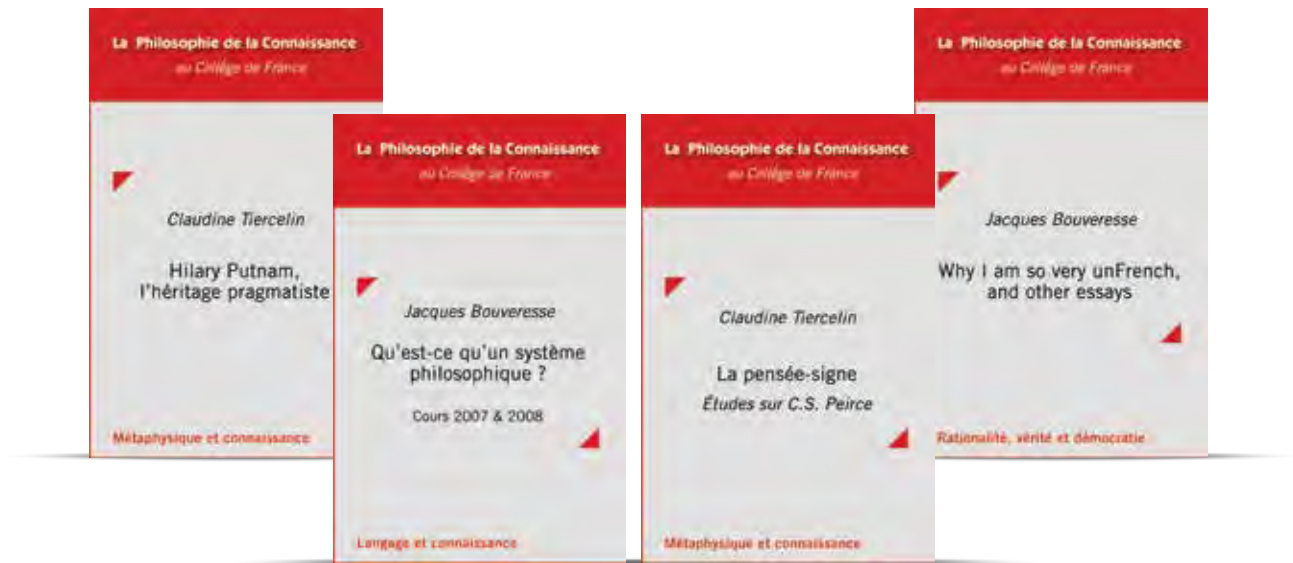 La Philosophie de la Connaissance
au Collège de France
Claudine Tiercelin
Hilary Putnam,
l'héritage pragmatiste
Métaphysique et connaissance
La Philosophie de la Connaissance
au Collège de France
Jacques Bouveresse
Qu'est-ce qu'un système
philosophique ?
Cours 2007 & 2008
Langage et connaissance
La Philosophie de la Connaissance
au Collège de France
Claudine Tiercelin
La pensée-signe
Études sur C.S. Peirce
Métaphysique et connaissance
La Philosophie de la Connaissance
au Collège de France
Jacques Bouveresse
Why I am so very unFrench,
and other essays
Rationalité, vérité et démocratie